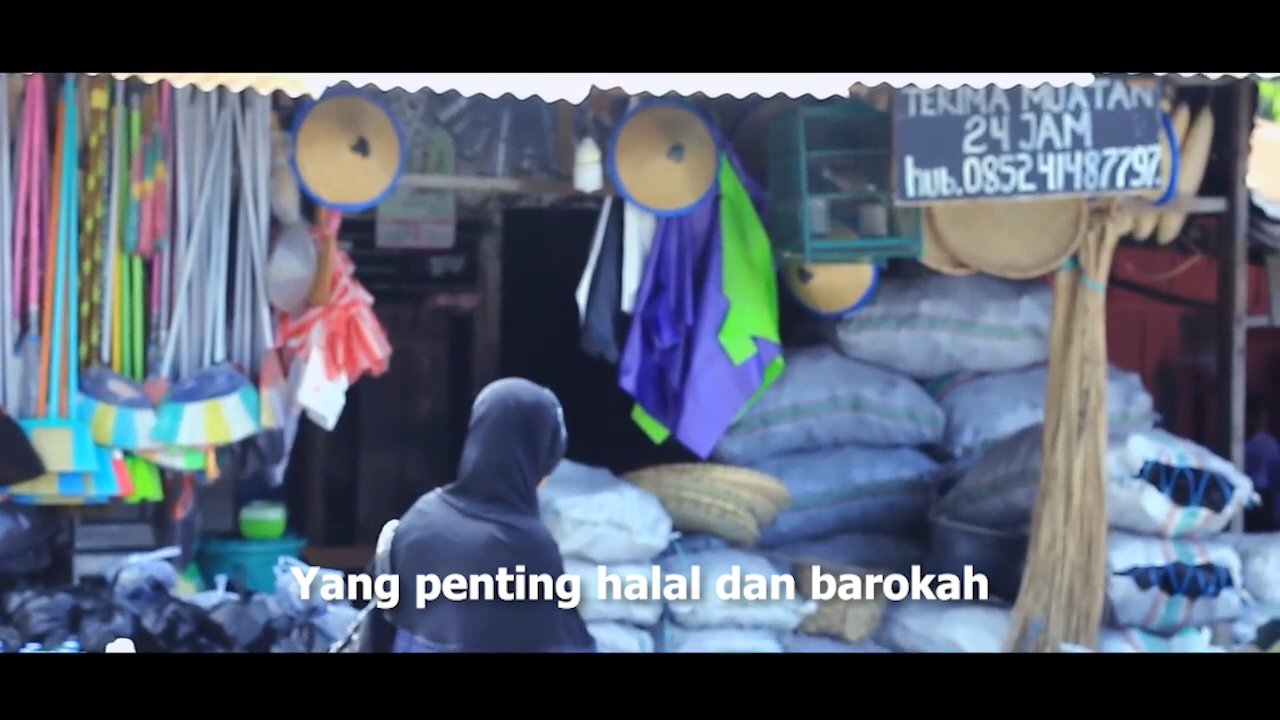 TERIMA MUATAN
24 JAM
hub. 085241487797
Yang penting halal dan barokah